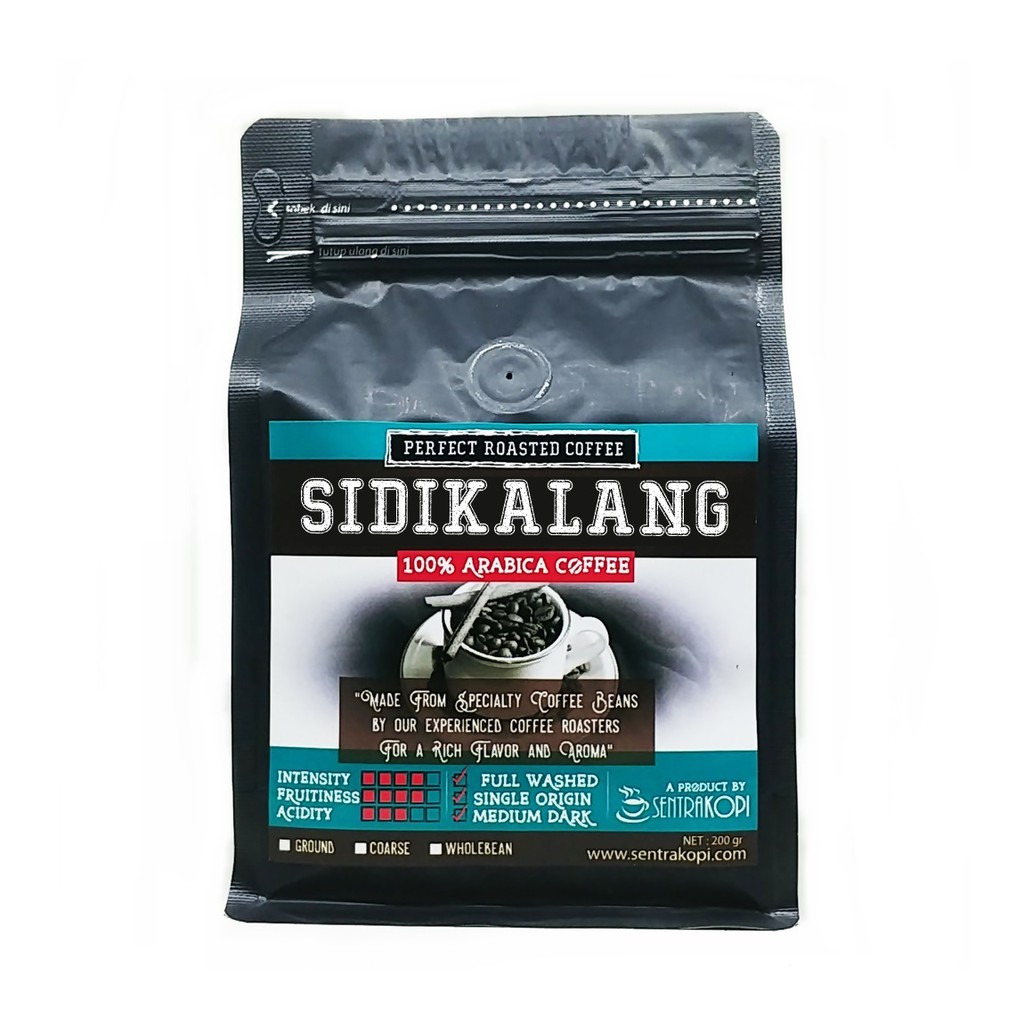 sobek di sini
tutup ulang di sini
PERFECT ROASTED COFFEE
SIDIKALANG
100% ARABICA COFFEE
"MADE FROM SPECIALTY COFFEE BEANS
BY OUR EXPERIENCED COFFEE ROASTERS
FOR A RICH FLAVOR AND AROMA"
INTENSITY
FRUITINESS
ACIDITY
FULL WASHED
SINGLE ORIGIN
MEDIUM DARK
A PRODUCT BY
SENTRAKOPI
GROUND COARSE WHOLEBEAN
NET : 200 gr
www.sentrakopi.com